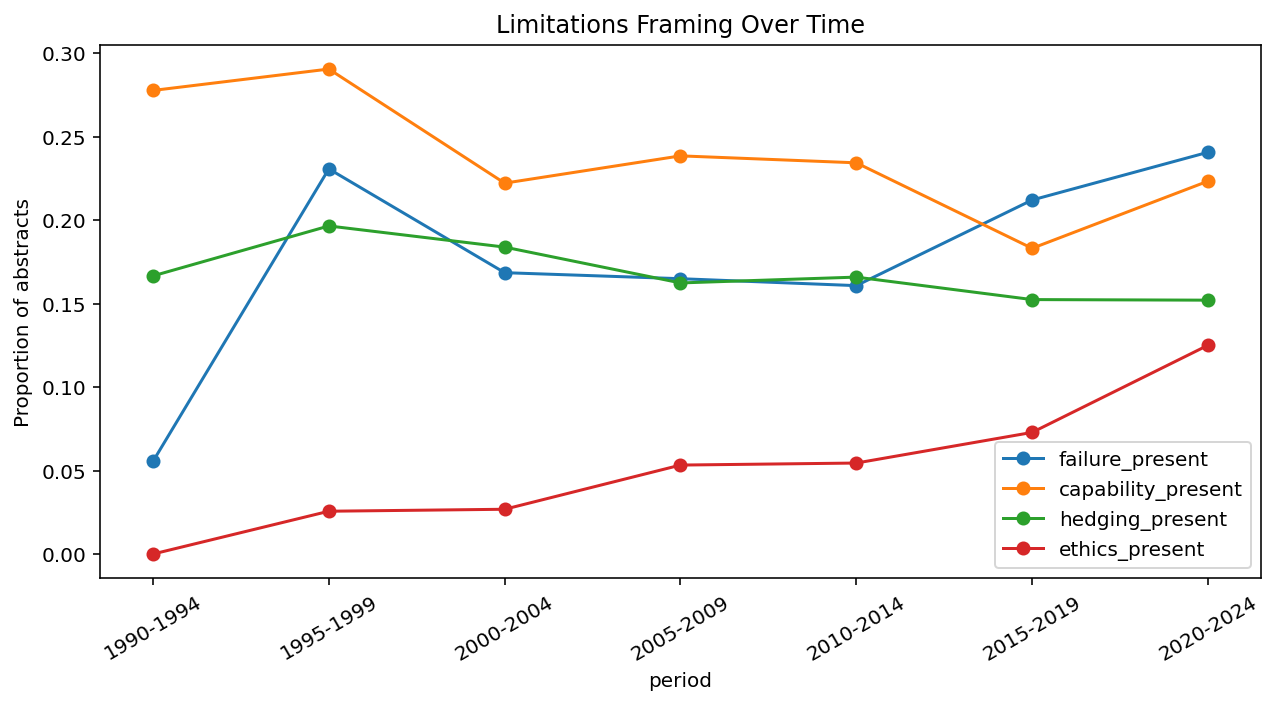 Limitations Framing Over Time
Proportion of abstracts
0.30
0.25
0.20
0.15
0.10
0.05
0.00
failure_present
capability_present
hedging_present
ethics_present
1990-1994
1995-1999
2000-2004
2005-2009
2010-2014
2015-2019
2020-2024
period